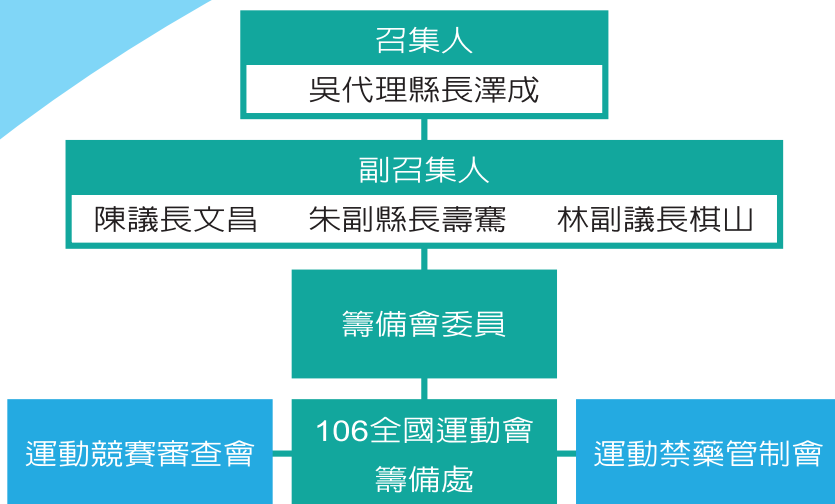 召集人
吳代理縣長澤成
副召集人
陳議長文昌 朱副縣長壽騫 林副議長棋山
籌備會委員
運動競賽審查會
106全國運動會
籌備處
運動禁藥管制會